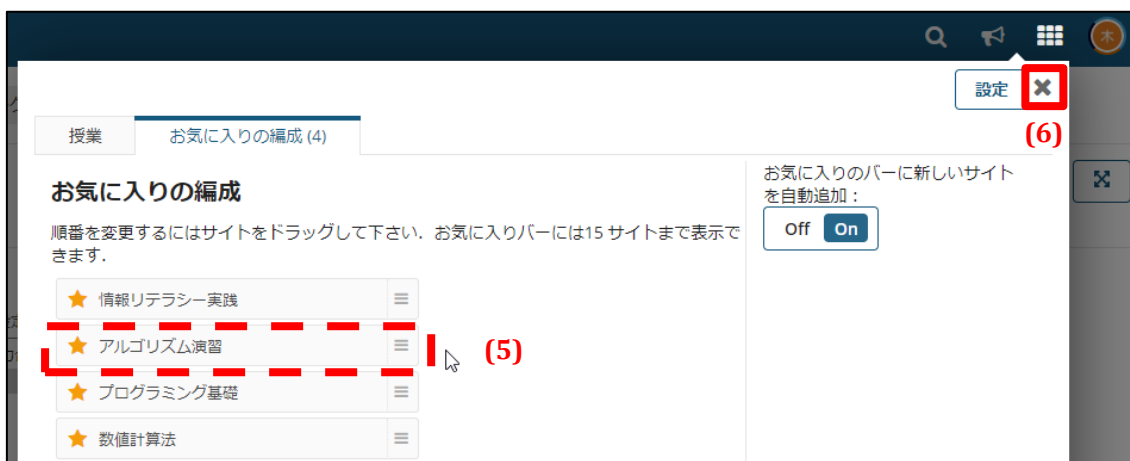 木
設定
(6)
授業
お気に入りの編成 (4)
お気に入りの編成
順番を変更するにはサイトをドラッグして下さい．お気に入りバーには15 サイトまで表示で
きます．
お気に入りのバーに新しいサイト
を自動追加：
Off On
情報リテラシー実践
アルゴリズム演習
(5)
プログラミング基礎
数値計算法